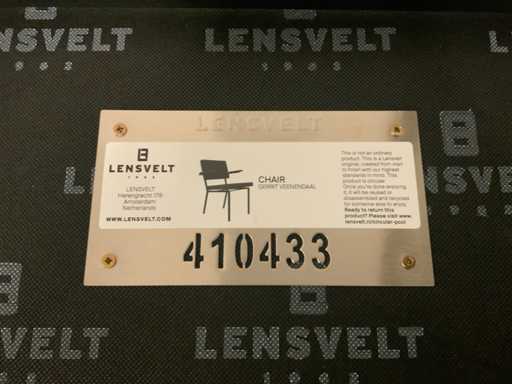 LENSVELT
LENSVELT
1962
LENSVELT
LENSVELT
LENSVELT
Herengracht 178
Amsterdam
Netherlands
WWW.LENSVELT.COM
CHAIR
GERRIT VEENENDAAL
This is not an ordinary
product. This is a Lensvelt
original, created from start
to finish with our highest
standards in mind. This
product is circular.
Once you're done enjoying
it, it will be reused or
disassembled and recycled
for someone else to enjoy.
Ready to return this
product? Please visit www.
lensvelt.nl/circular-pool
410433
LENSVELT
LENSVELT